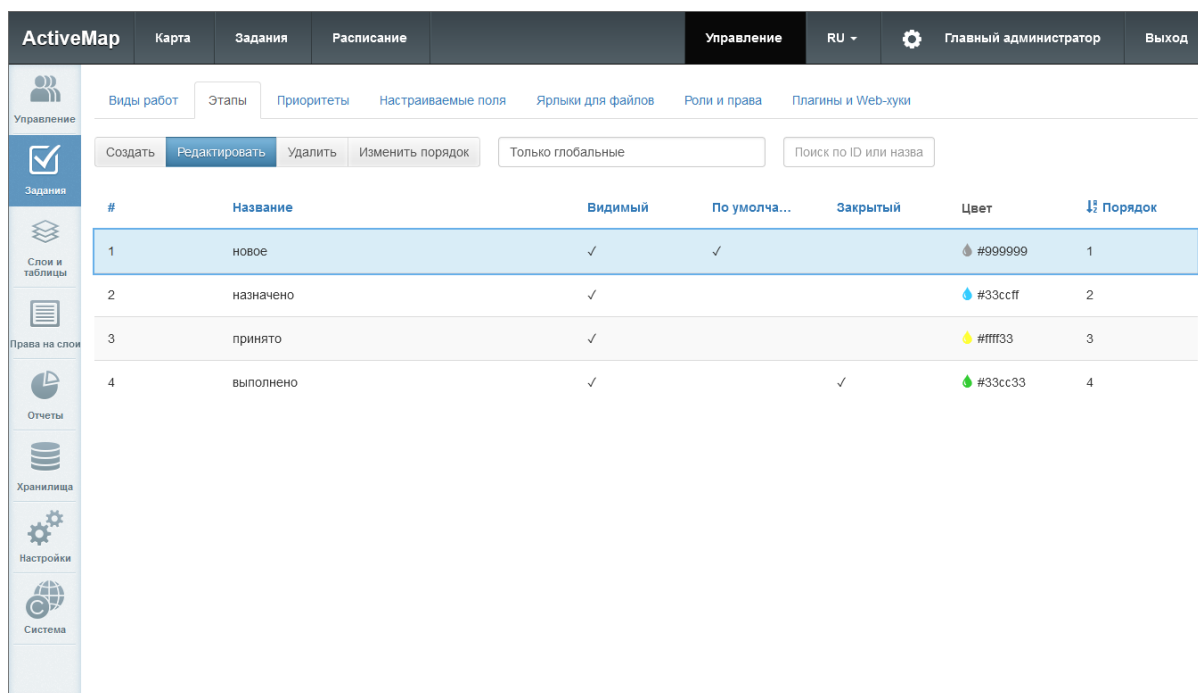 ActiveMap Карта Задания Расписание Управление RU Главный администратор Выход
Управление
Задания
Слои и
таблицы
Права на слои
Отчеты
Хранилища
Настройки
Система
Виды работ Этапы Приоритеты Настраиваемые поля Ярлыки для файлов Роли и права Плагины и Web-хуки
Создать Редактировать Удалить Изменить порядок Только глобальные Поиск по ID или назва
# Название Видимый По умолча... Закрытый Цвет Порядок
1 новое ✓ ✓ #999999 1
2 назначено ✓ #33ccff 2
3 принято ✓ #ffff33 3
4 выполнено ✓ ✓ #33cc33 4